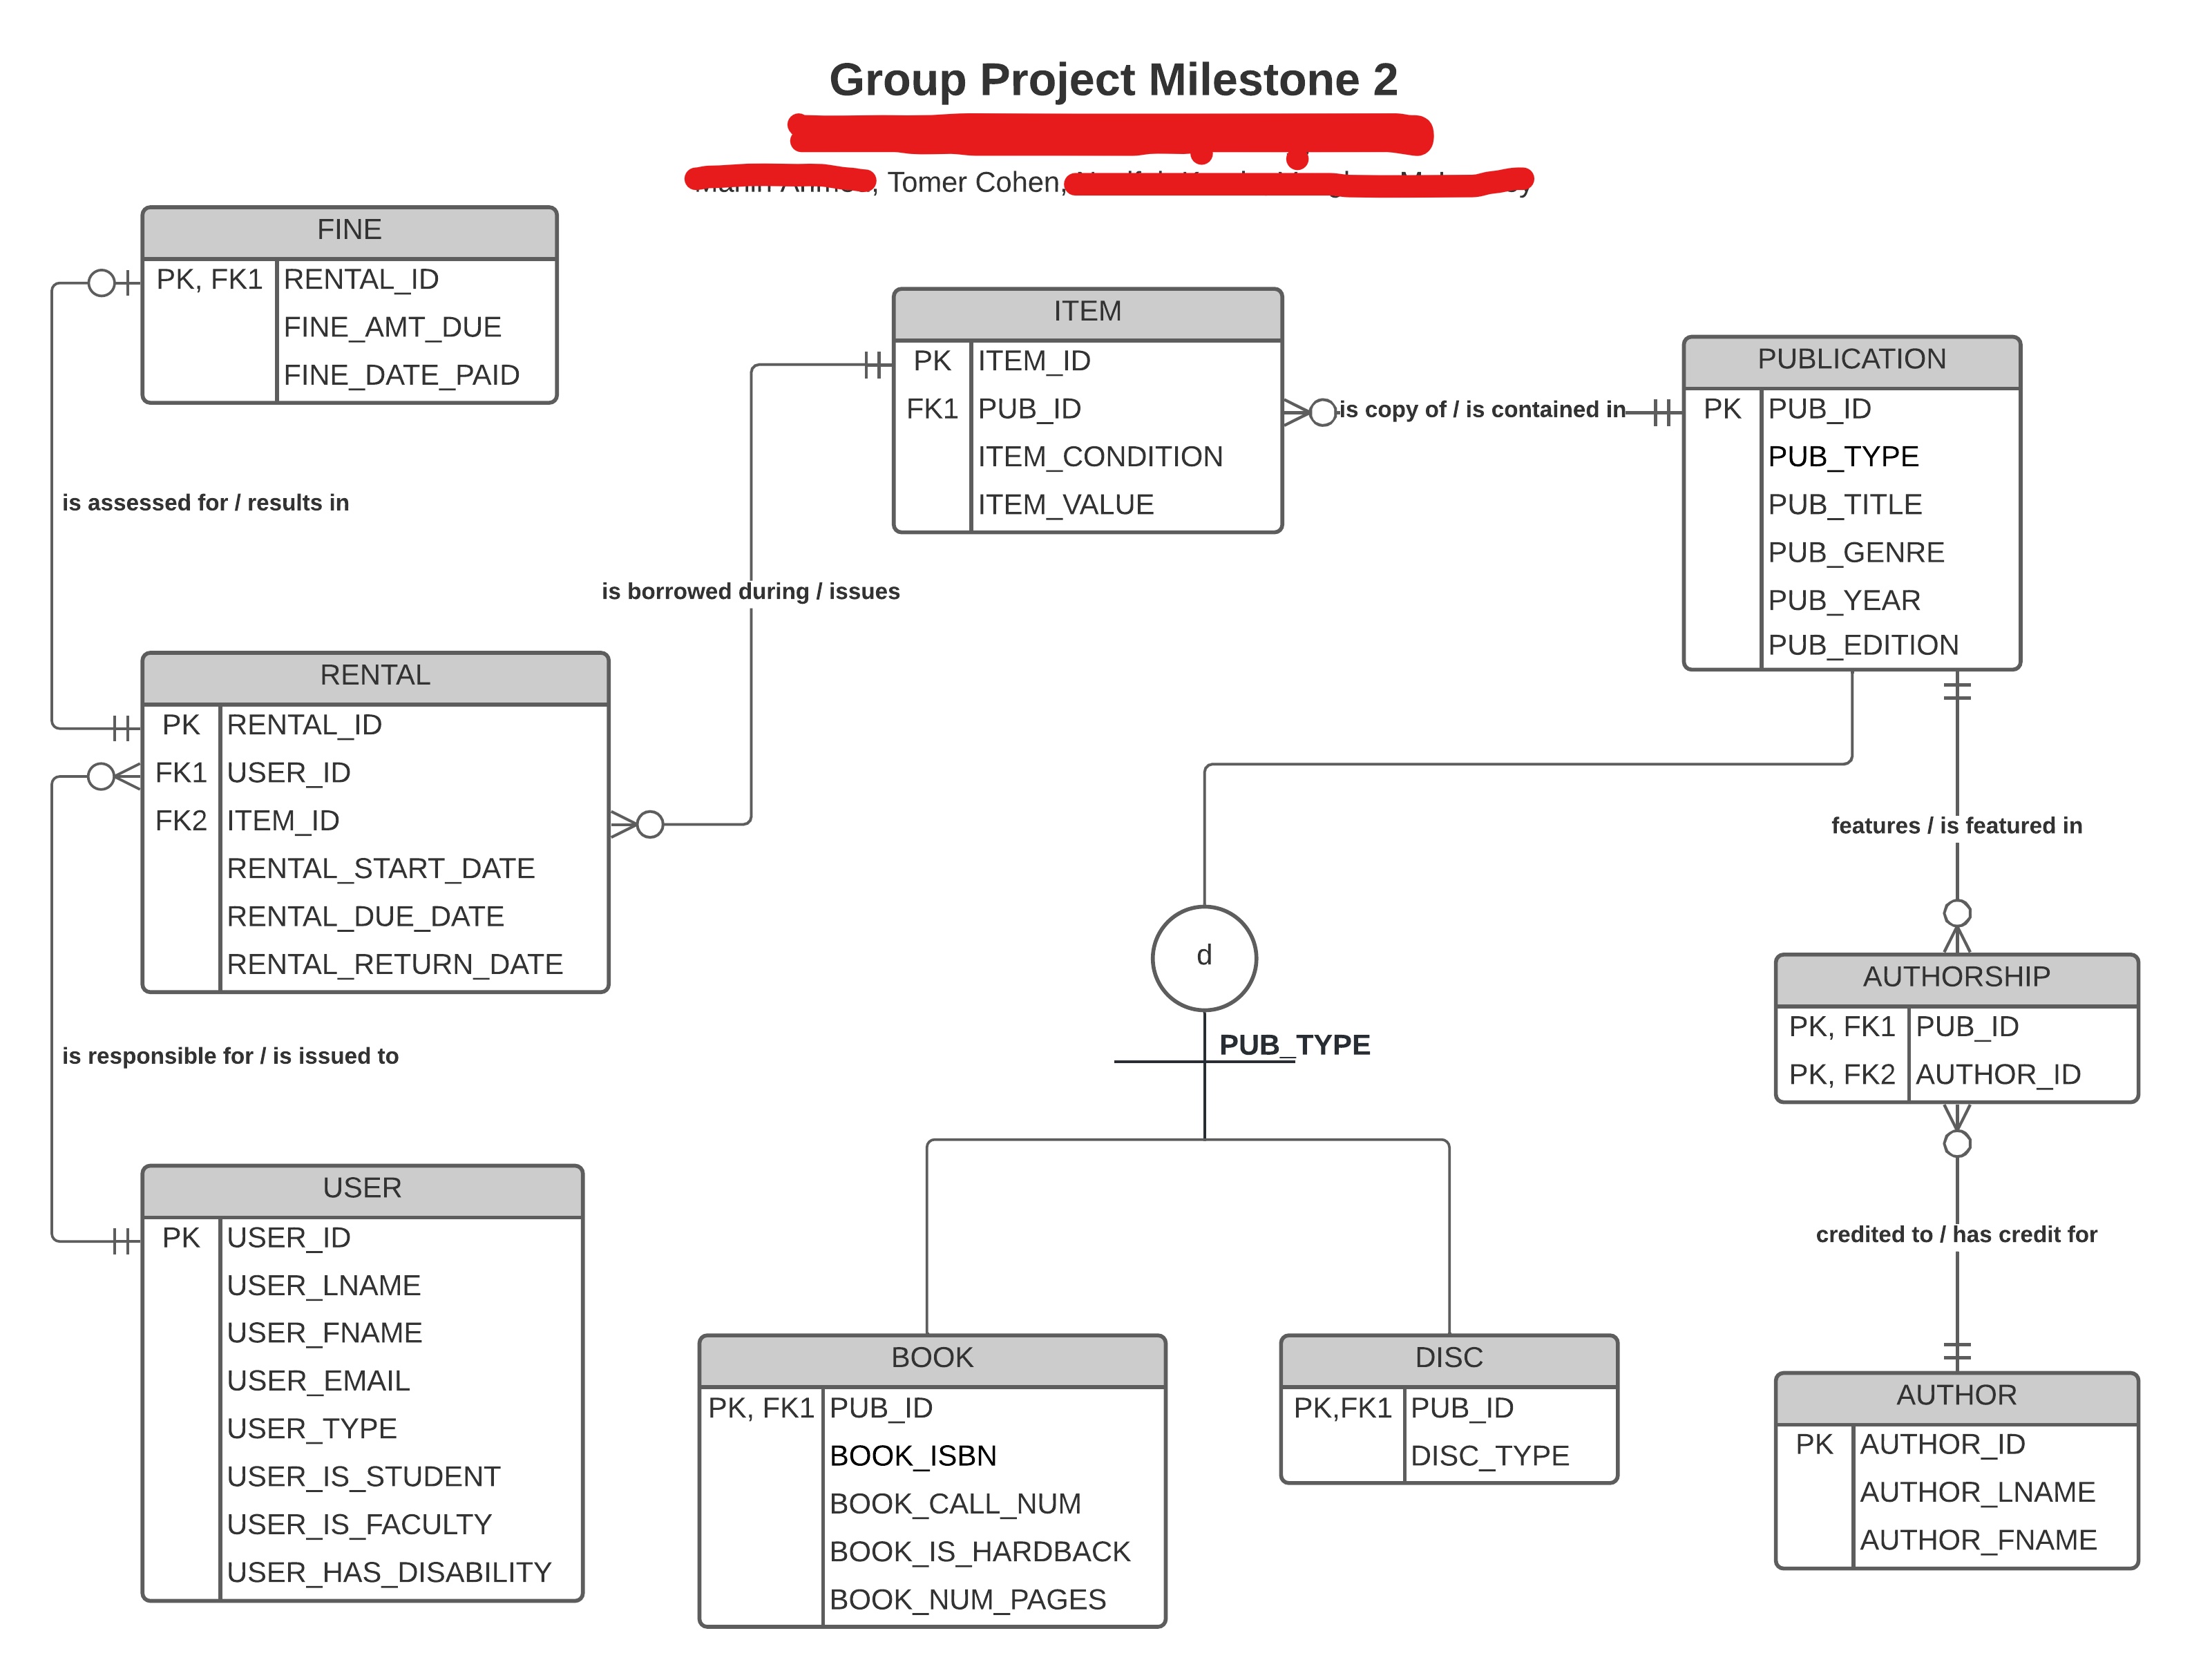 Group Project Milestone 2
, Tomer Cohen,
FINE
PK, FK1 RENTAL_ID
FINE_AMT_DUE
FINE_DATE_PAID
is assessed for / results in
RENTAL
PK RENTAL_ID
FK1 USER_ID
FK2 ITEM_ID
RENTAL_START_DATE
RENTAL_DUE_DATE
RENTAL_RETURN_DATE
is responsible for / is issued to
USER
PK USER_ID
USER_LNAME
USER_FNAME
USER_EMAIL
USER_TYPE
USER_IS_STUDENT
USER_IS_FACULTY
USER_HAS_DISABILITY
is borrowed during / issues
ITEM
PK ITEM_ID
FK1 PUB_ID
ITEM_CONDITION
ITEM_VALUE
is copy of / is contained in
PUBLICATION
PK PUB_ID
PUB_TYPE
PUB_TITLE
PUB_GENRE
PUB_YEAR
PUB_EDITION
d
PUB_TYPE
BOOK
PK, FK1 PUB_ID
BOOK_ISBN
BOOK_CALL_NUM
BOOK_IS_HARDBACK
BOOK_NUM_PAGES
DISC
PK,FK1 PUB_ID
DISC_TYPE
features / is featured in
AUTHORSHIP
PK, FK1 PUB_ID
PK, FK2 AUTHOR_ID
credited to / has credit for
AUTHOR
PK AUTHOR_ID
AUTHOR_LNAME
AUTHOR_FNAME